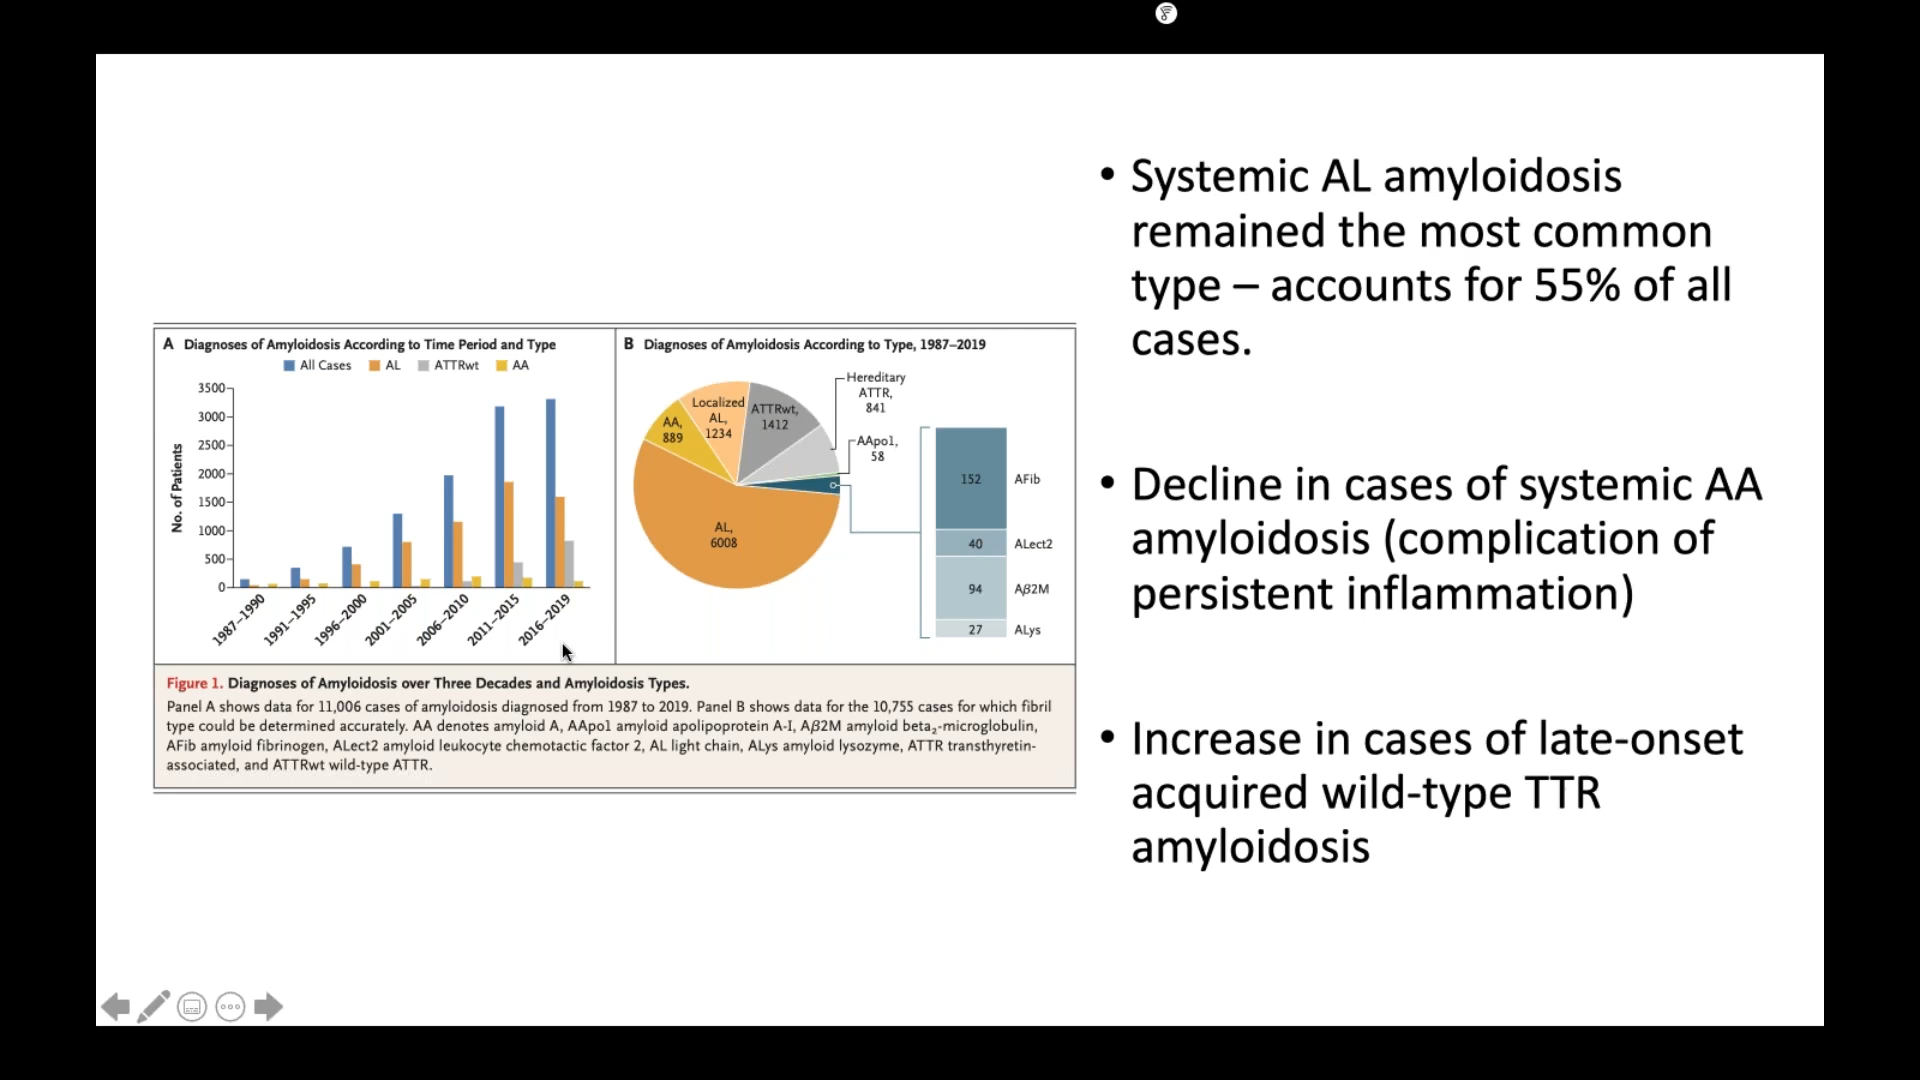 A Diagnoses of Amyloidosis According to Time Period and Type
All Cases AL ATTRwt AA
No. of Patients
3500
3000
2500
2000
1500
1000
500
0
1987–1990
1991–1995
1996–2000
2001–2005
2006–2010
2011–2015
2016–2019
B Diagnoses of Amyloidosis According to Type, 1987–2019
Hereditary
ATTR,
841
AApo1,
58
ATTRwt,
1412
Localized
AL,
1234
AA,
889
AL,
6008
152 AFib
40 ALect2
94 Aβ2M
27 ALys
Figure 1. Diagnoses of Amyloidosis over Three Decades and Amyloidosis Types.
Panel A shows data for 11,006 cases of amyloidosis diagnosed from 1987 to 2019. Panel B shows data for the 10,755 cases for which fibril
type could be determined accurately. AA denotes amyloid A, AApo1 amyloid apolipoprotein A-I, Aβ2M amyloid beta₂-microglobulin,
AFib amyloid fibrinogen, ALect2 amyloid leukocyte chemotactic factor 2, AL light chain, ALys amyloid lysozyme, ATTR transthyretin-
associated, and ATTRwt wild-type ATTR.
• Systemic AL amyloidosis
remained the most common
type – accounts for 55% of all
cases.
• Decline in cases of systemic AA
amyloidosis (complication of
persistent inflammation)
• Increase in cases of late-onset
acquired wild-type TTR
amyloidosis